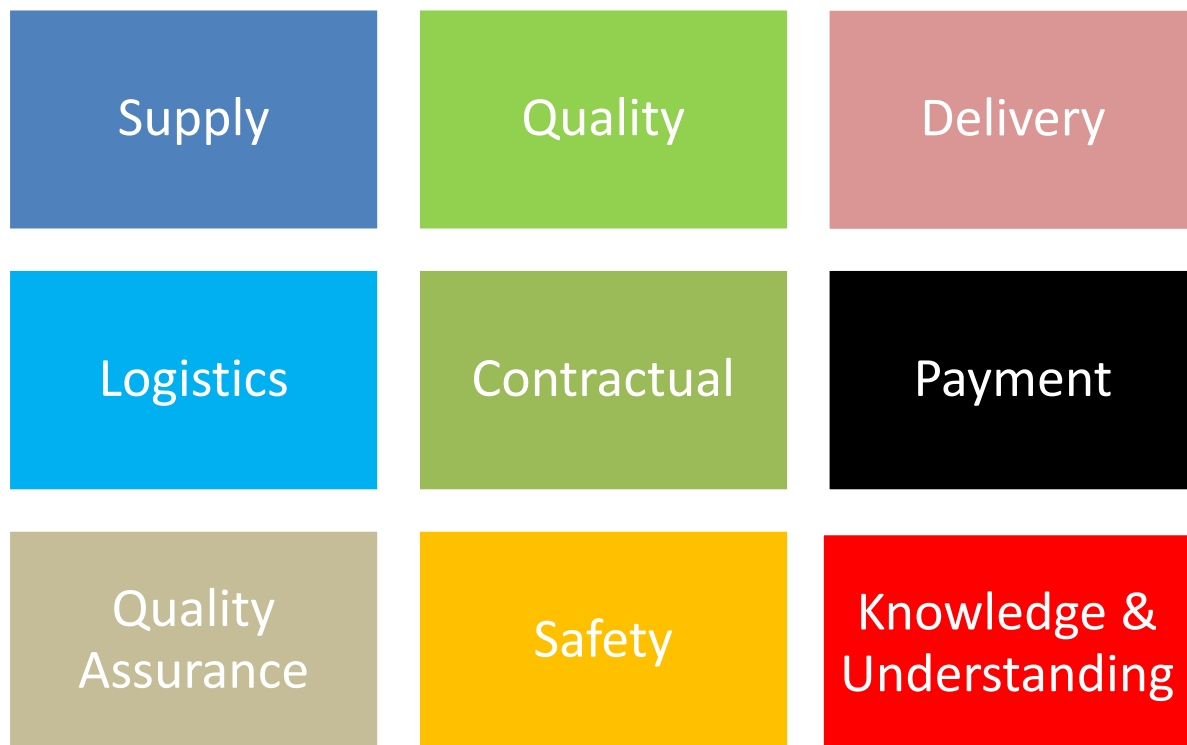 Supply
Quality
Delivery
Logistics
Contractual
Payment
Quality
Assurance
Safety
Knowledge &
Understanding